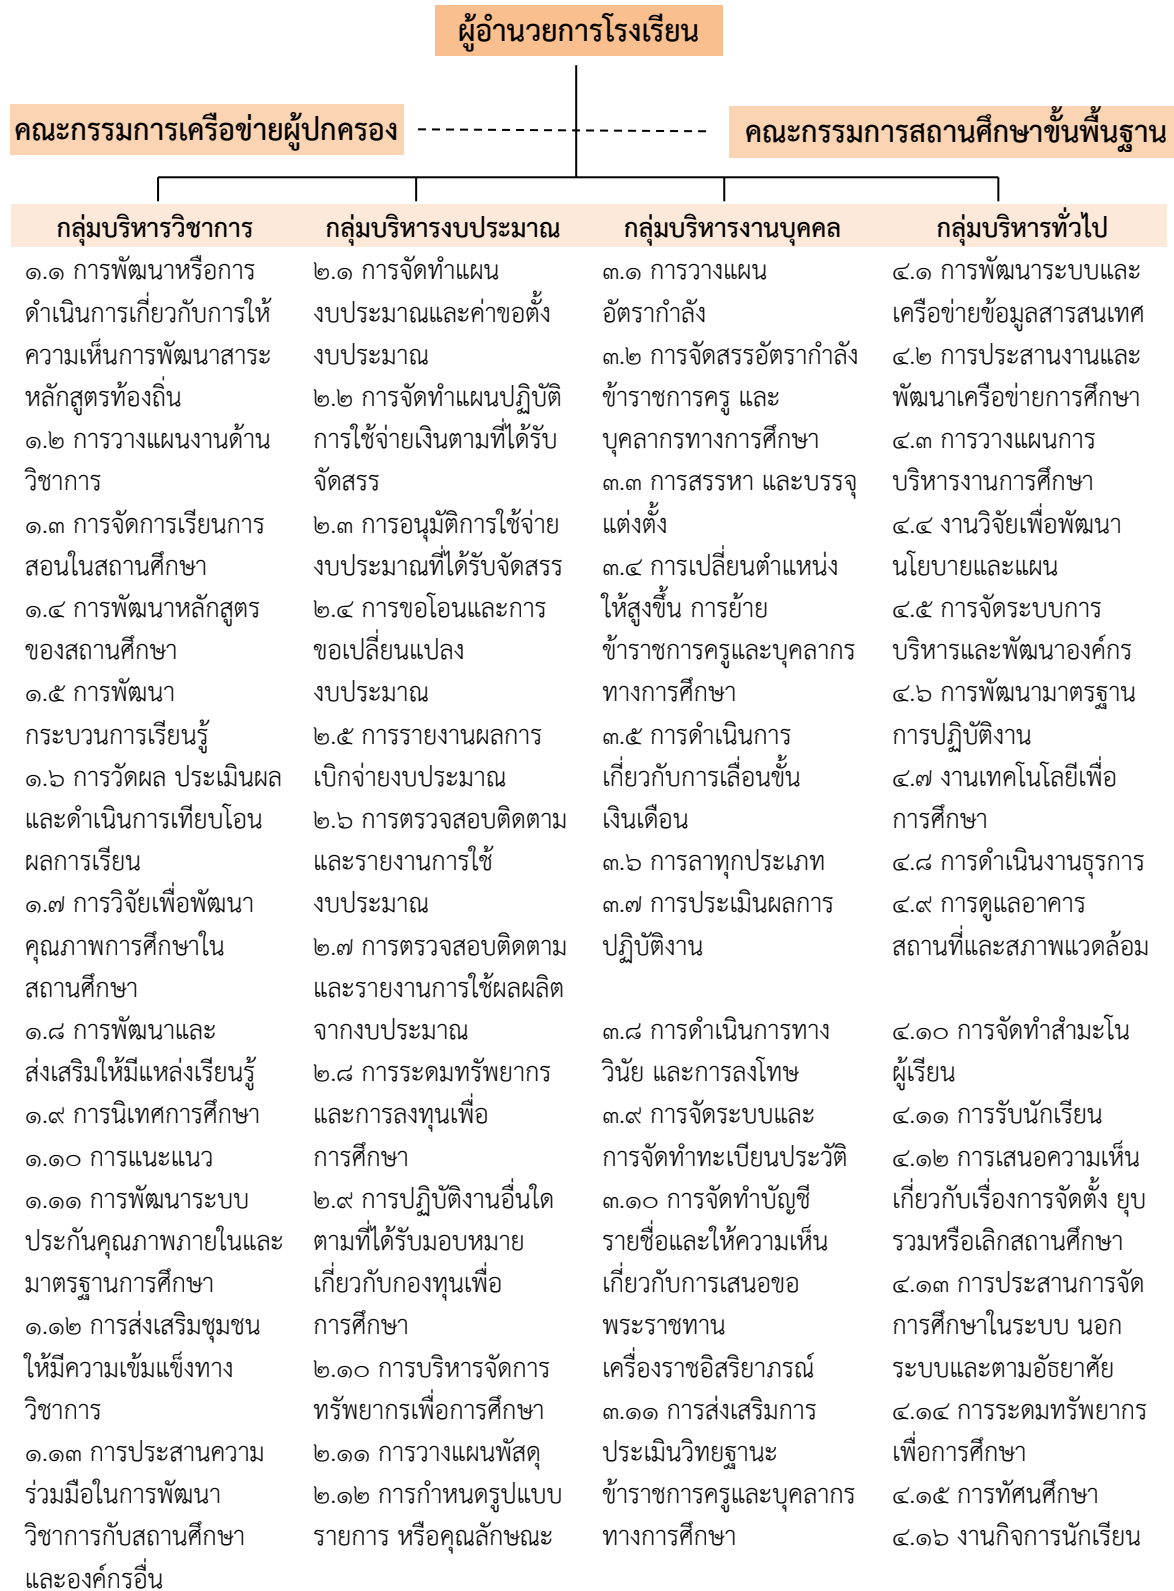 ผู้อำนวยการโรงเรียน
คณะกรรมการเครือข่ายผู้ปกครอง
คณะกรรมการสถานศึกษาขั้นพื้นฐาน
กลุ่มบริหารวิชาการ
๑.๑ การพัฒนาหรือการ
ดำเนินการเกี่ยวกับการให้
ความเห็นการพัฒนาสาระ
หลักสูตรท้องถิ่น
๑.๒ การวางแผนงานด้าน
วิชาการ
๑.๓ การจัดการเรียนการ
สอนในสถานศึกษา
๑.๔ การพัฒนาหลักสูตร
ของสถานศึกษา
๑.๕ การพัฒนา
กระบวนการเรียนรู้
๑.๖ การวัดผล ประเมินผล
และดำเนินการเทียบโอน
ผลการเรียน
๑.๗ การวิจัยเพื่อพัฒนา
คุณภาพการศึกษาใน
สถานศึกษา
๑.๘ การพัฒนาและ
ส่งเสริมให้มีแหล่งเรียนรู้
๑.๙ การนิเทศการศึกษา
๑.๑๐ การแนะแนว
๑.๑๑ การพัฒนาระบบ
ประกันคุณภาพภายในและ
มาตรฐานการศึกษา
๑.๑๒ การส่งเสริมชุมชน
ให้มีความเข้มแข็งทาง
วิชาการ
๑.๑๓ การประสานความ
ร่วมมือในการพัฒนา
วิชาการกับสถานศึกษา
และองค์กรอื่น
กลุ่มบริหารงบประมาณ
๒.๑ การจัดทำแผน
งบประมาณและค่าขอตั้ง
งบประมาณ
๒.๒ การจัดทำแผนปฏิบัติ
การใช้จ่ายเงินตามที่ได้รับ
จัดสรร
๒.๓ การอนุมัติการใช้จ่าย
งบประมาณที่ได้รับจัดสรร
๒.๔ การขอโอนและการ
ขอเปลี่ยนแปลง
งบประมาณ
๒.๕ การรายงานผลการ
เบิกจ่ายงบประมาณ
๒.๖ การตรวจสอบติดตาม
และรายงานการใช้
งบประมาณ
๒.๗ การตรวจสอบติดตาม
และรายงานการใช้ผลผลิต
จากงบประมาณ
๒.๘ การระดมทรัพยากร
และการลงทุนเพื่อ
การศึกษา
๒.๙ การปฏิบัติงานอื่นใด
ตามที่ได้รับมอบหมาย
เกี่ยวกับกองทุนเพื่อ
การศึกษา
๒.๑๐ การบริหารจัดการ
ทรัพยากรเพื่อการศึกษา
๒.๑๑ การวางแผนพัสดุ
๒.๑๒ การกำหนดรูปแบบ
รายการ หรือคุณลักษณะ
กลุ่มบริหารงานบุคคล
๓.๑ การวางแผน
อัตรากำลัง
๓.๒ การจัดสรรอัตรากำลัง
ข้าราชการครู และ
บุคลากรทางการศึกษา
๓.๓ การสรรหา และบรรจุ
แต่งตั้ง
๓.๔ การเปลี่ยนตำแหน่ง
ให้สูงขึ้น การย้าย
ข้าราชการครูและบุคลากร
ทางการศึกษา
๓.๕ การดำเนินการ
เกี่ยวกับการเลื่อนขั้น
เงินเดือน
๓.๖ การลาทุกประเภท
๓.๗ การประเมินผลการ
ปฏิบัติงาน
๓.๘ การดำเนินการทาง
วินัย และการลงโทษ
๓.๙ การจัดระบบและ
การจัดทำทะเบียนประวัติ
๓.๑๐ การจัดทำบัญชี
รายชื่อและให้ความเห็น
เกี่ยวกับการเสนอขอ
พระราชทาน
เครื่องราชอิสริยาภรณ์
๓.๑๑ การส่งเสริมการ
ประเมินวิทยฐานะ
ข้าราชการครูและบุคลากร
ทางการศึกษา
กลุ่มบริหารทั่วไป
๔.๑ การพัฒนาระบบและ
เครือข่ายข้อมูลสารสนเทศ
๔.๒ การประสานงานและ
พัฒนาเครือข่ายการศึกษา
๔.๓ การวางแผนการ
บริหารงานการศึกษา
๔.๔ งานวิจัยเพื่อพัฒนา
นโยบายและแผน
๔.๕ การจัดระบบการ
บริหารและพัฒนาองค์กร
๔.๖ การพัฒนามาตรฐาน
การปฏิบัติงาน
๔.๗ งานเทคโนโลยีเพื่อ
การศึกษา
๔.๘ การดำเนินงานธุรการ
๔.๙ การดูแลอาคาร
สถานที่และสภาพแวดล้อม
๔.๑๐ การจัดทำสำมะโน
ผู้เรียน
๔.๑๑ การรับนักเรียน
๔.๑๒ การเสนอความเห็น
เกี่ยวกับเรื่องการจัดตั้ง ยุบ
รวมหรือเลิกสถานศึกษา
๔.๑๓ การประสานการจัด
การศึกษาในระบบ นอก
ระบบและตามอัธยาศัย
๔.๑๔ การระดมทรัพยากร
เพื่อการศึกษา
๔.๑๕ การทัศนศึกษา
๔.๑๖ งานกิจการนักเรียน